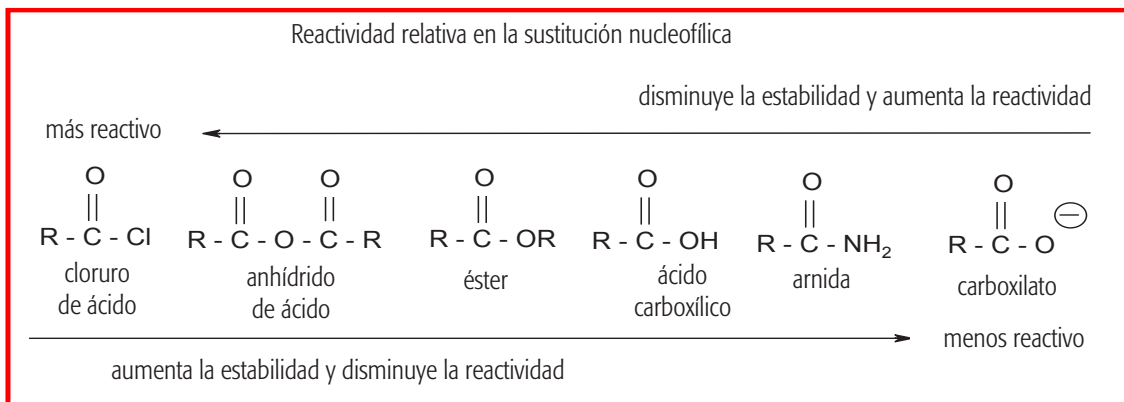 Reactividad relativa en la sustitución nucleofílica
disminuye la estabilidad y aumenta la reactividad
más reactivo
O O O O O O O
|| || || || || || ||
R - C - Cl R - C - O - C - R R - C - OR R - C - OH R - C - NH₂ R - C - O ⊖
cloruro de ácido
anhídrido de ácido
éster
ácido carboxílico
arnida
carboxilato
menos reactivo
aumenta la estabilidad y disminuye la reactividad